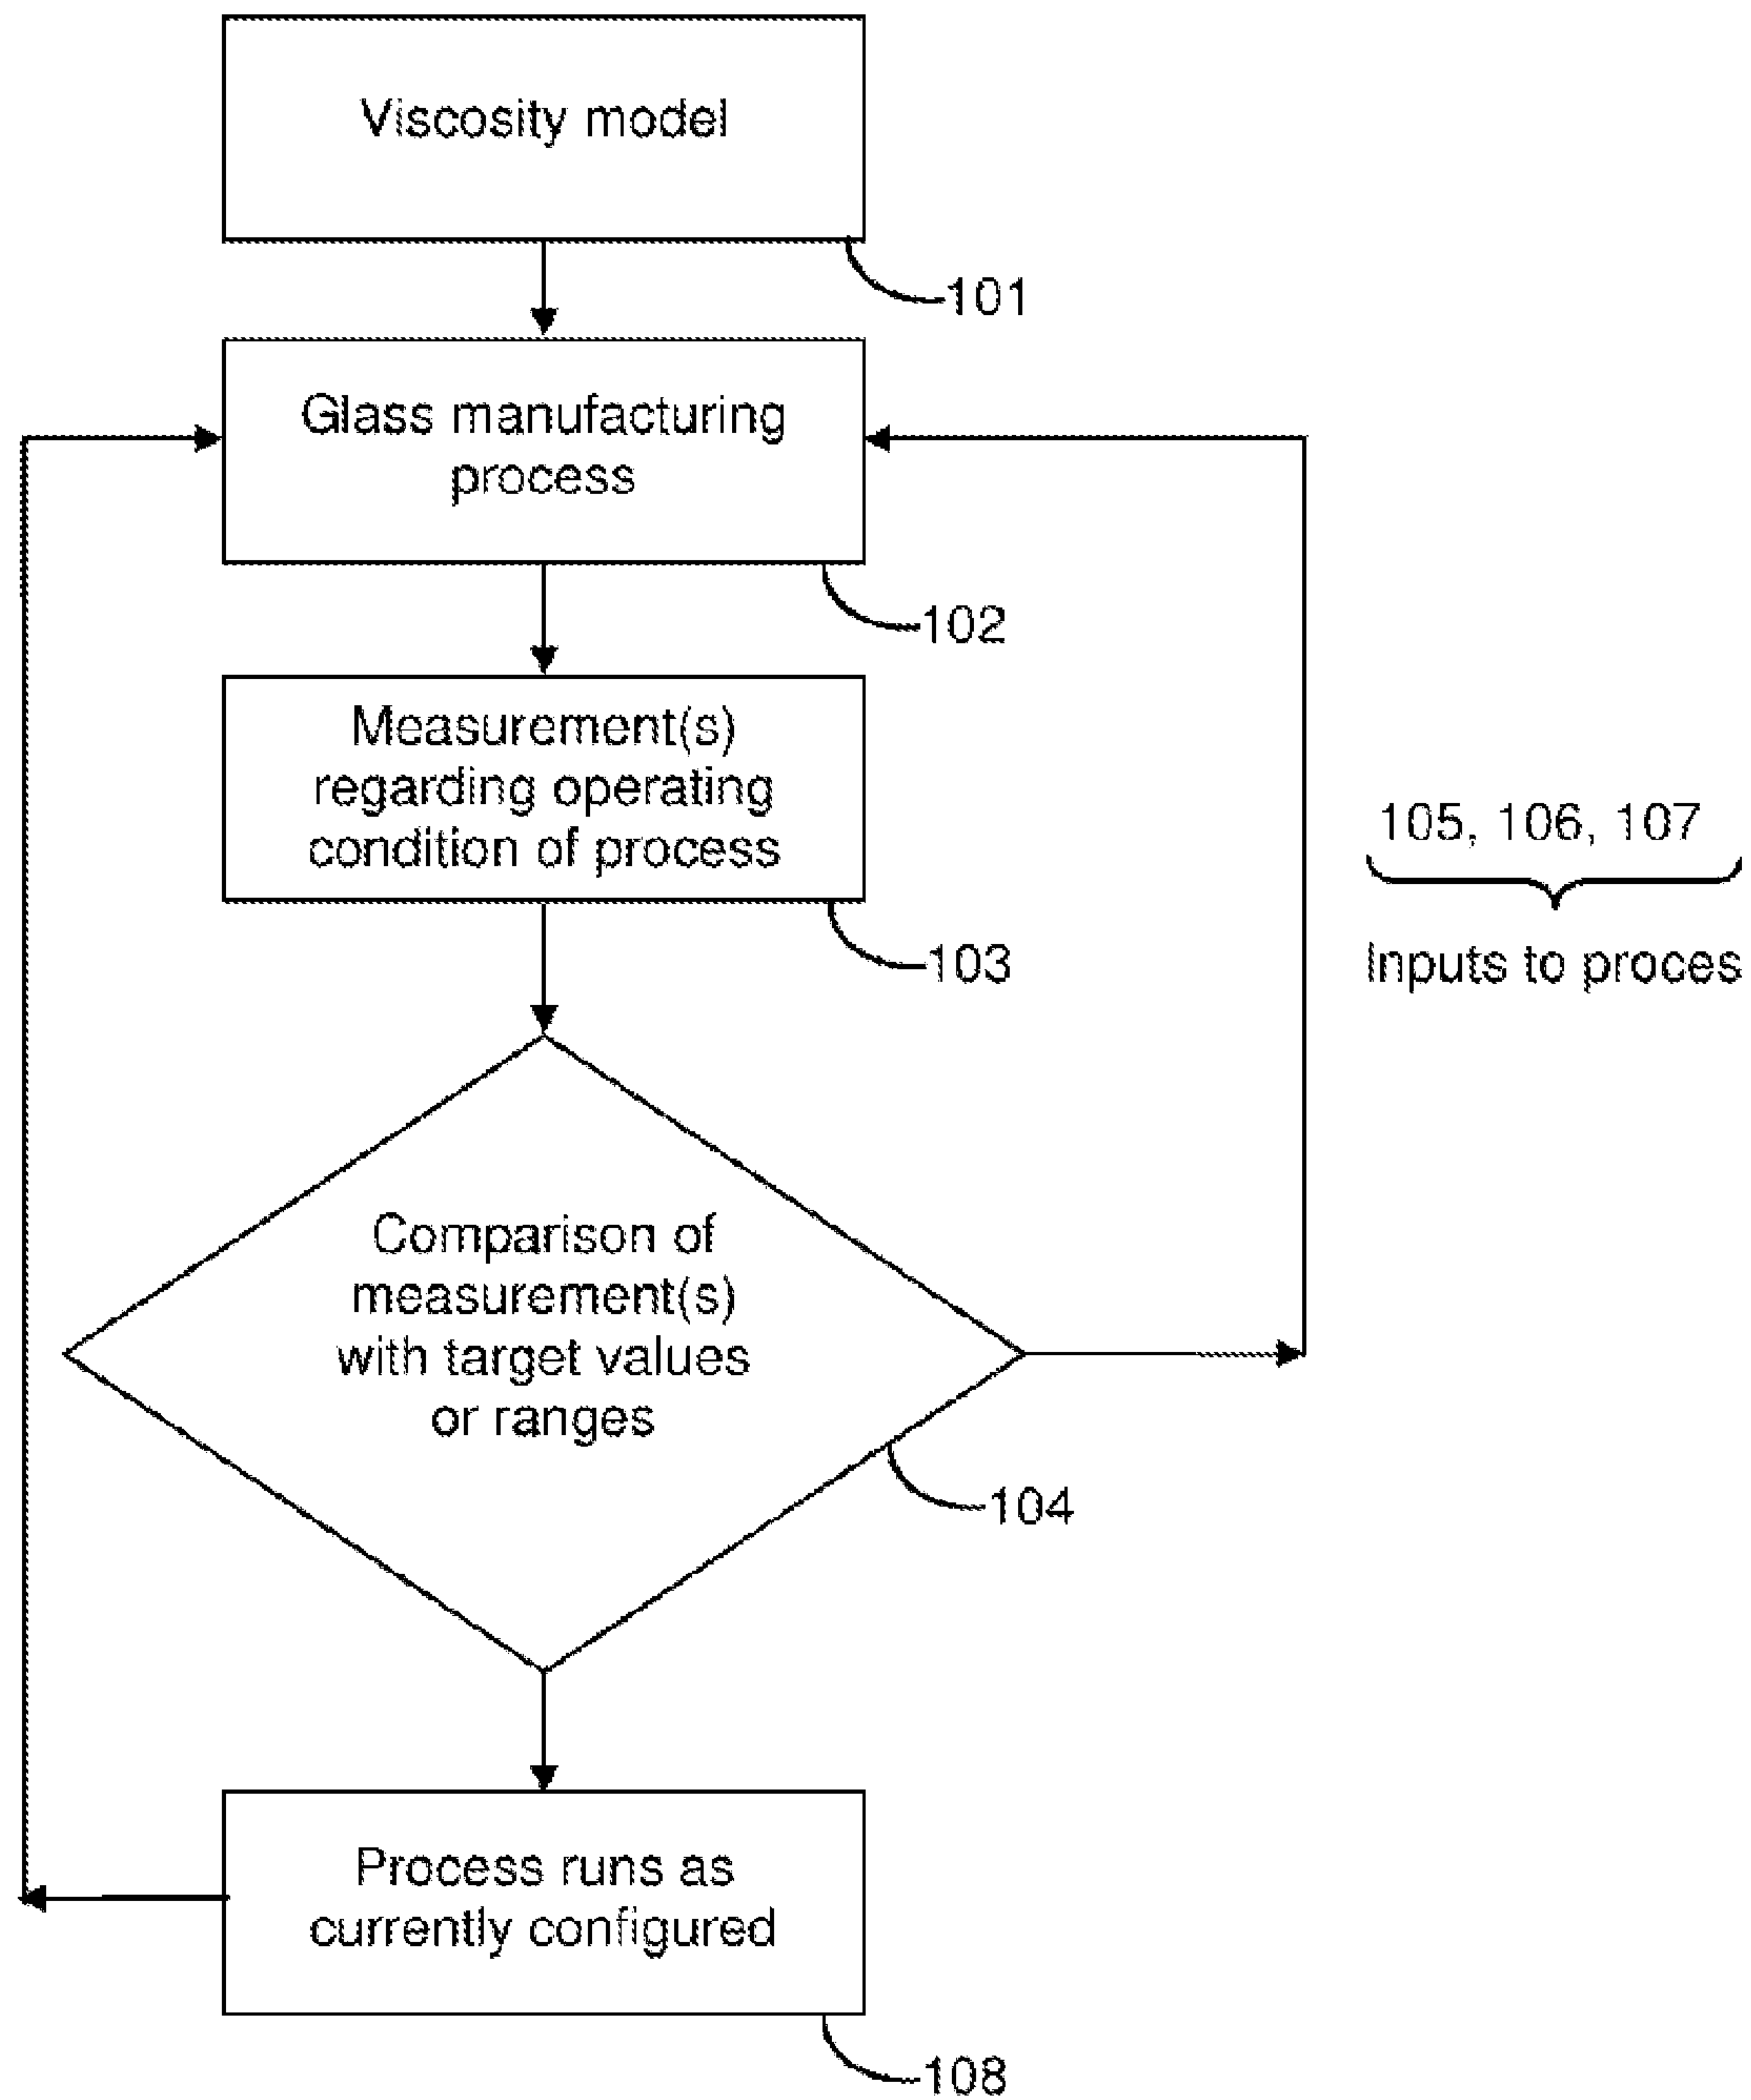 Viscosity model
101
Glass manufacturing
process
102
Measurement(s)
regarding operating
condition of process
103
105, 106, 107
Inputs to proces
Comparison of
measurement(s)
with target values
or ranges
104
Process runs as
currently configured
108